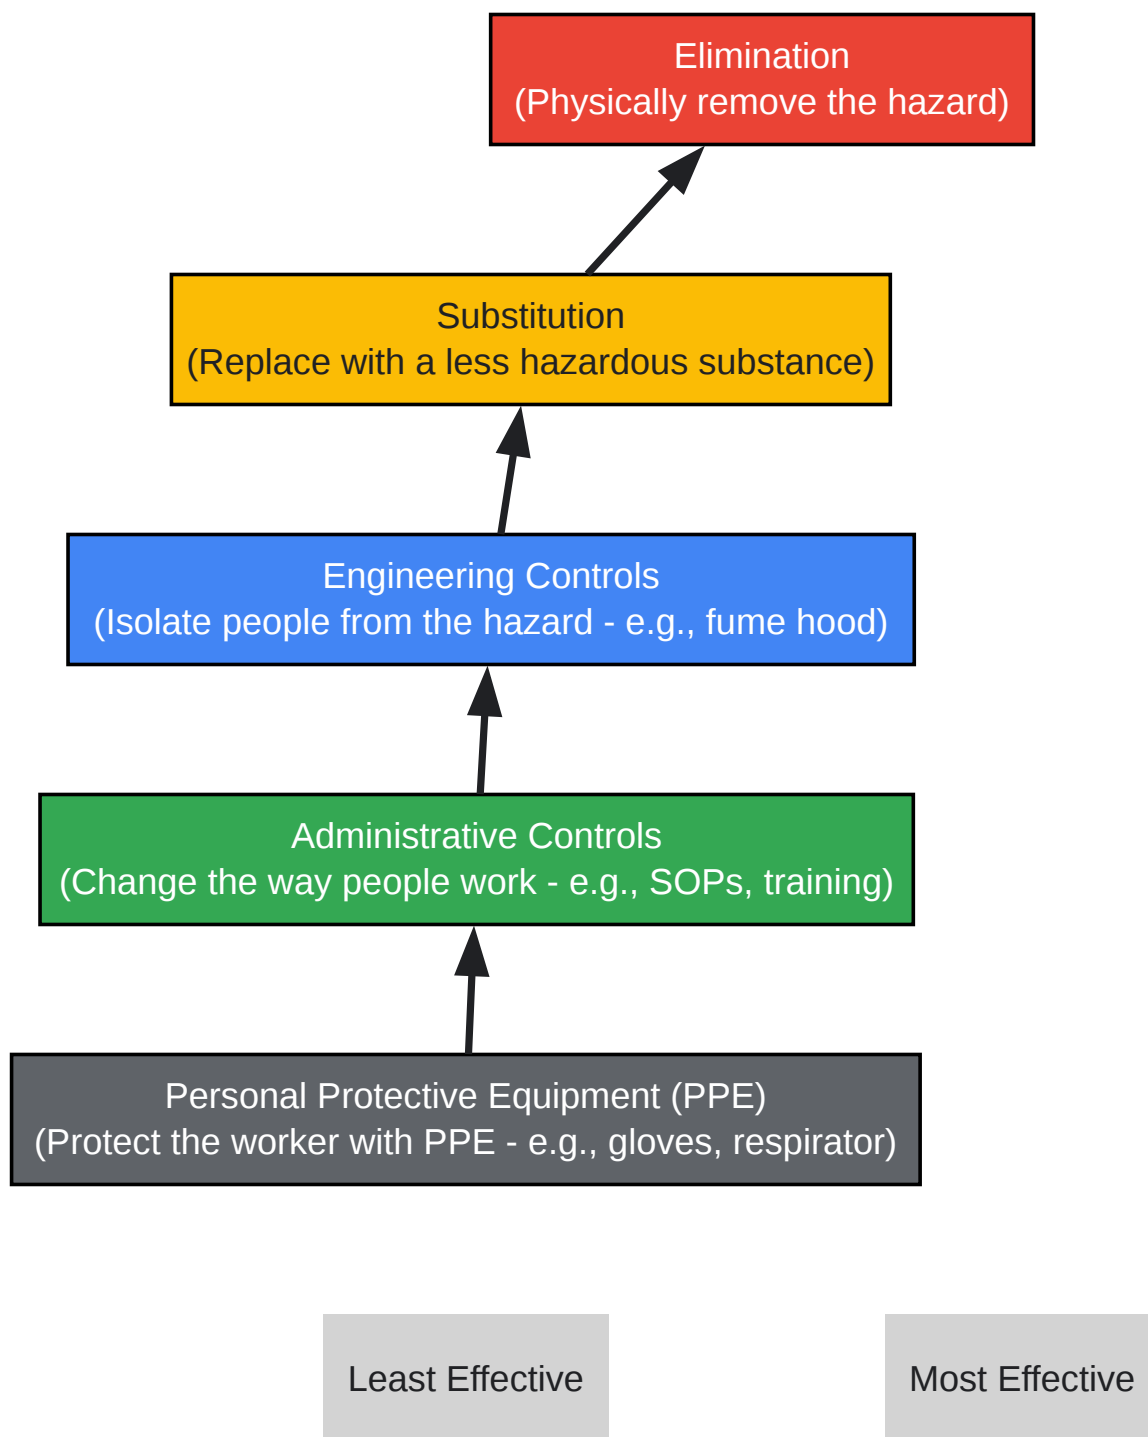 Elimination
(Physically remove the hazard)
Substitution
(Replace with a less hazardous substance)
Engineering Controls
(Isolate people from the hazard - e.g., fume hood)
Administrative Controls
(Change the way people work - e.g., SOPs, training)
Personal Protective Equipment (PPE)
(Protect the worker with PPE - e.g., gloves, respirator)
Least Effective
Most Effective